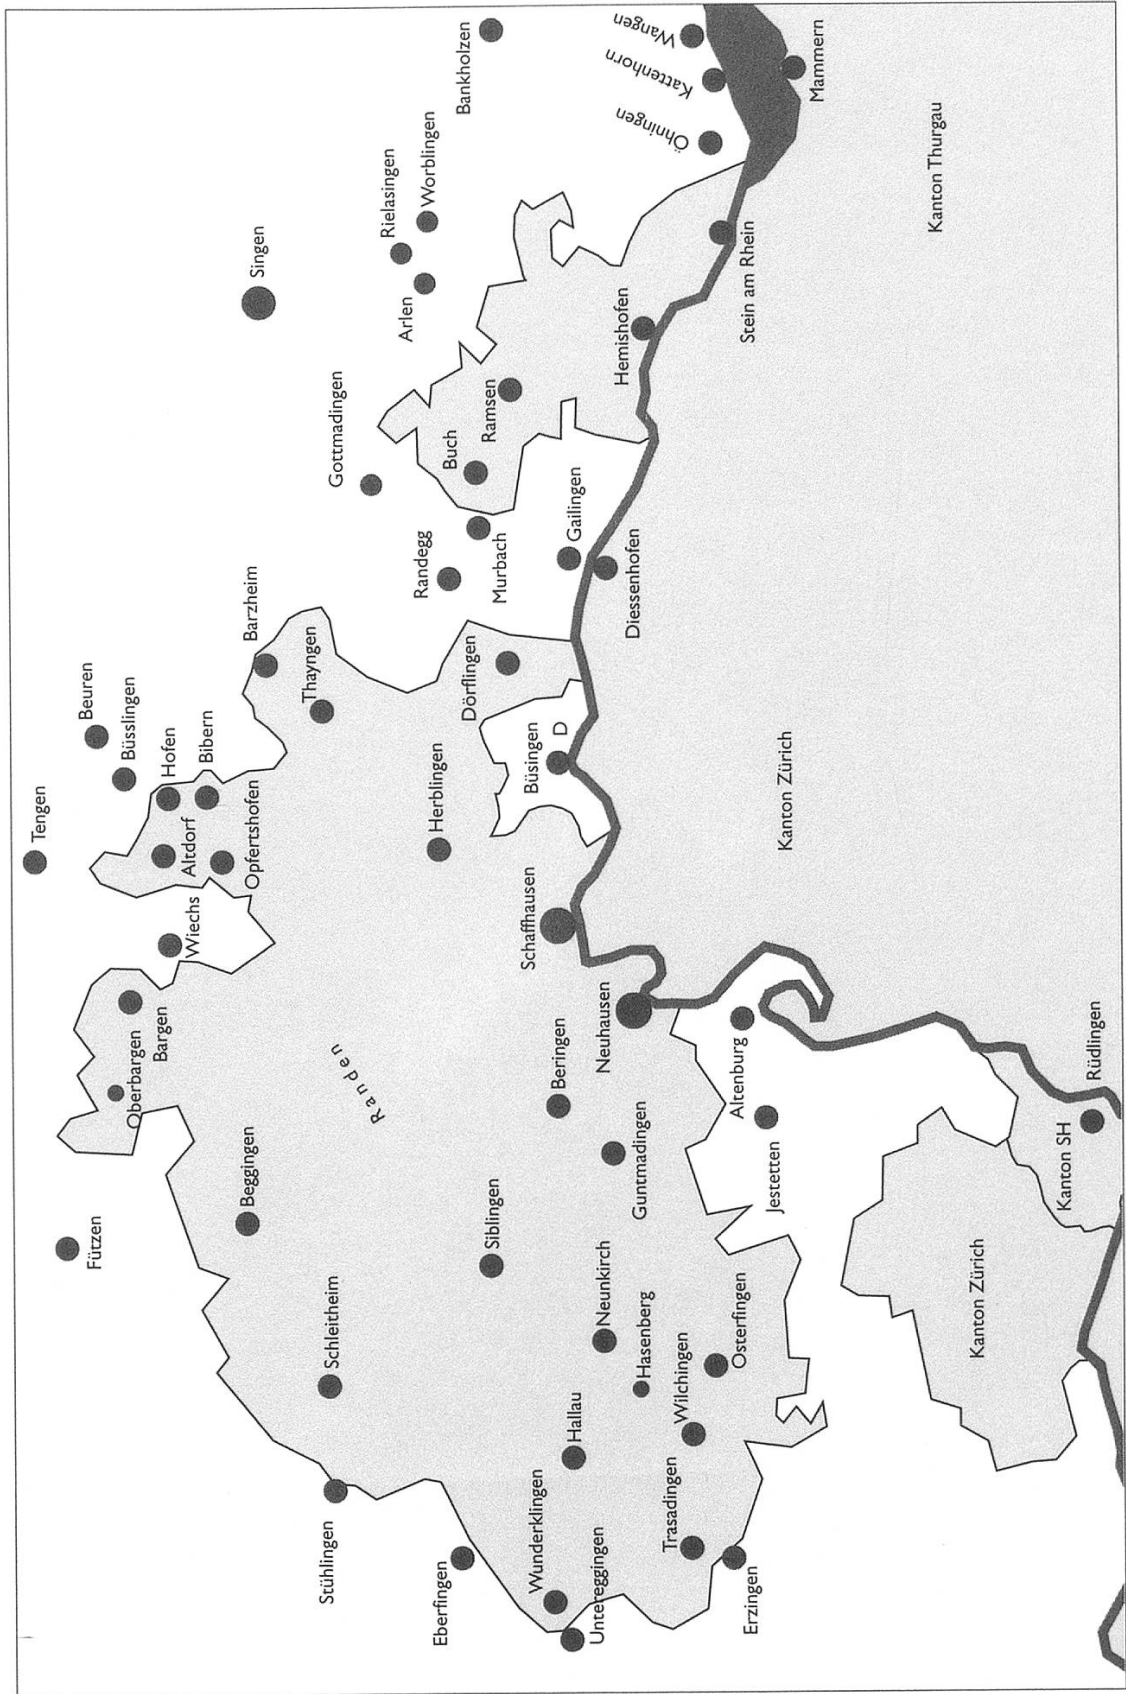 Tengen
Beuren
Büsslingen
Hofen
Bibern
Altdorf
Opfertshofen
Wiechs
Bargen
Oberbargen
Fützen
Beggingen
Schleitheim
Stühlingen
Randen
Barzheim
Thayngen
Singen
Gottmadingen
Rielasingen
Worblingen
Arlen
Bankholzen
Wangen
Kattenhorn
Öhningen
Mammern
Buch
Ramsen
Hemishofen
Stein am Rhein
Randegg
Murbach
Gailingen
Diessenhofen
Dörflingen
Büsingen
D
Herblingen
Schaffhausen
Neuhausen
Beringen
Guntmadingen
Siblingen
Neunkirch
Hasenberg
Hallau
Wilchingen
Osterfingen
Trasadingen
Erzingen
Eberfingen
Wunderklingen
Untereggingen
Altenburg
Jestetten
Rüdlingen
Kanton SH
Kanton Zürich
Kanton Zürich
Kanton Thurgau